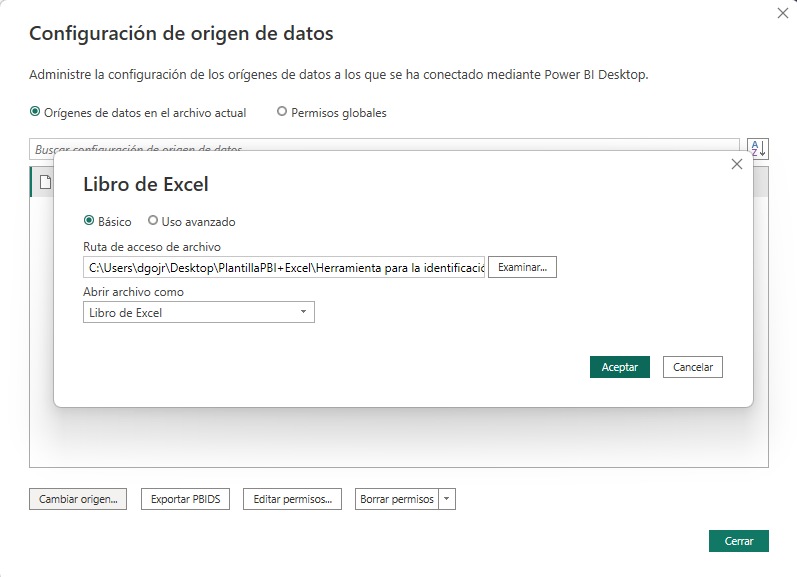 Configuración de origen de datos
Administre la configuración de los orígenes de datos a los que se ha conectado mediante Power BI Desktop.
Orígenes de datos en el archivo actual Permisos globales
Buscar configuración de origen de datos
Libro de Excel
Básico Uso avanzado
Ruta de acceso de archivo
C:\Users\dgojr\Desktop\PlantillaPBI+Excel\Herramienta para la identificació Examinar...
Abrir archivo como
Libro de Excel
Aceptar Cancelar
Cambiar origen... Exportar PBIDS Editar permisos... Borrar permisos
Cerrar